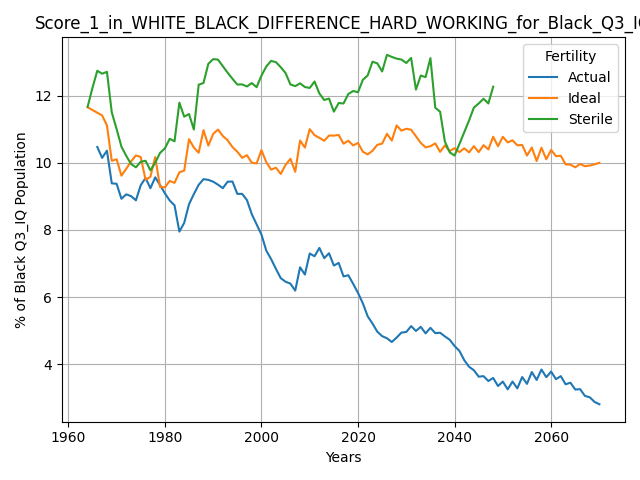 Score_1_in_WHITE_BLACK_DIFFERENCE_HARD_WORKING_for_Black_Q3_IQ
Fertility
Actual
Ideal
Sterile
% of Black Q3_IQ Population
12
10
8
6
4
1960 1980 2000 2020 2040 2060
Years